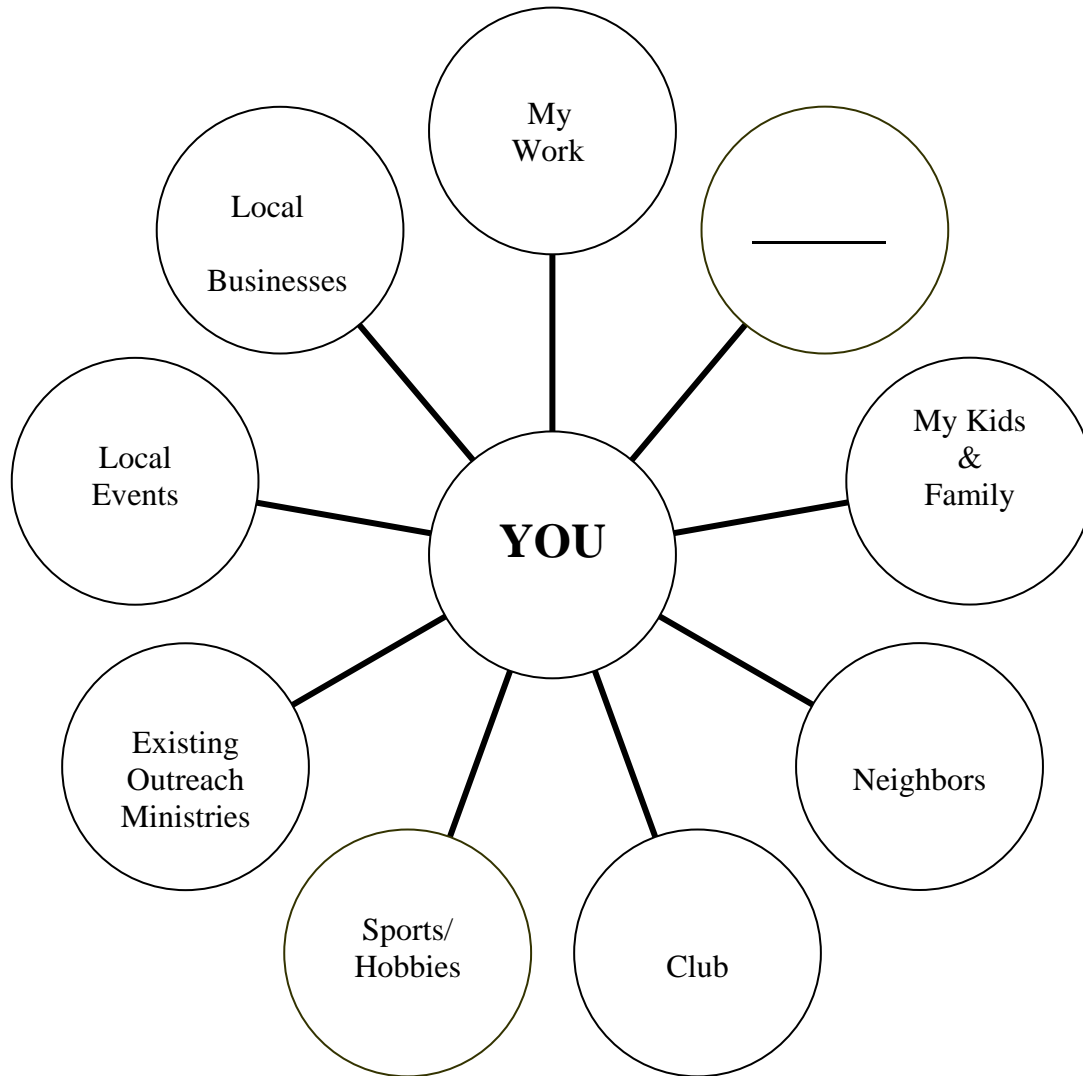 My
Work
Local
Businesses
My Kids
&
Family
Local
Events
YOU
Existing
Outreach
Ministries
Neighbors
Sports/
Hobbies
Club